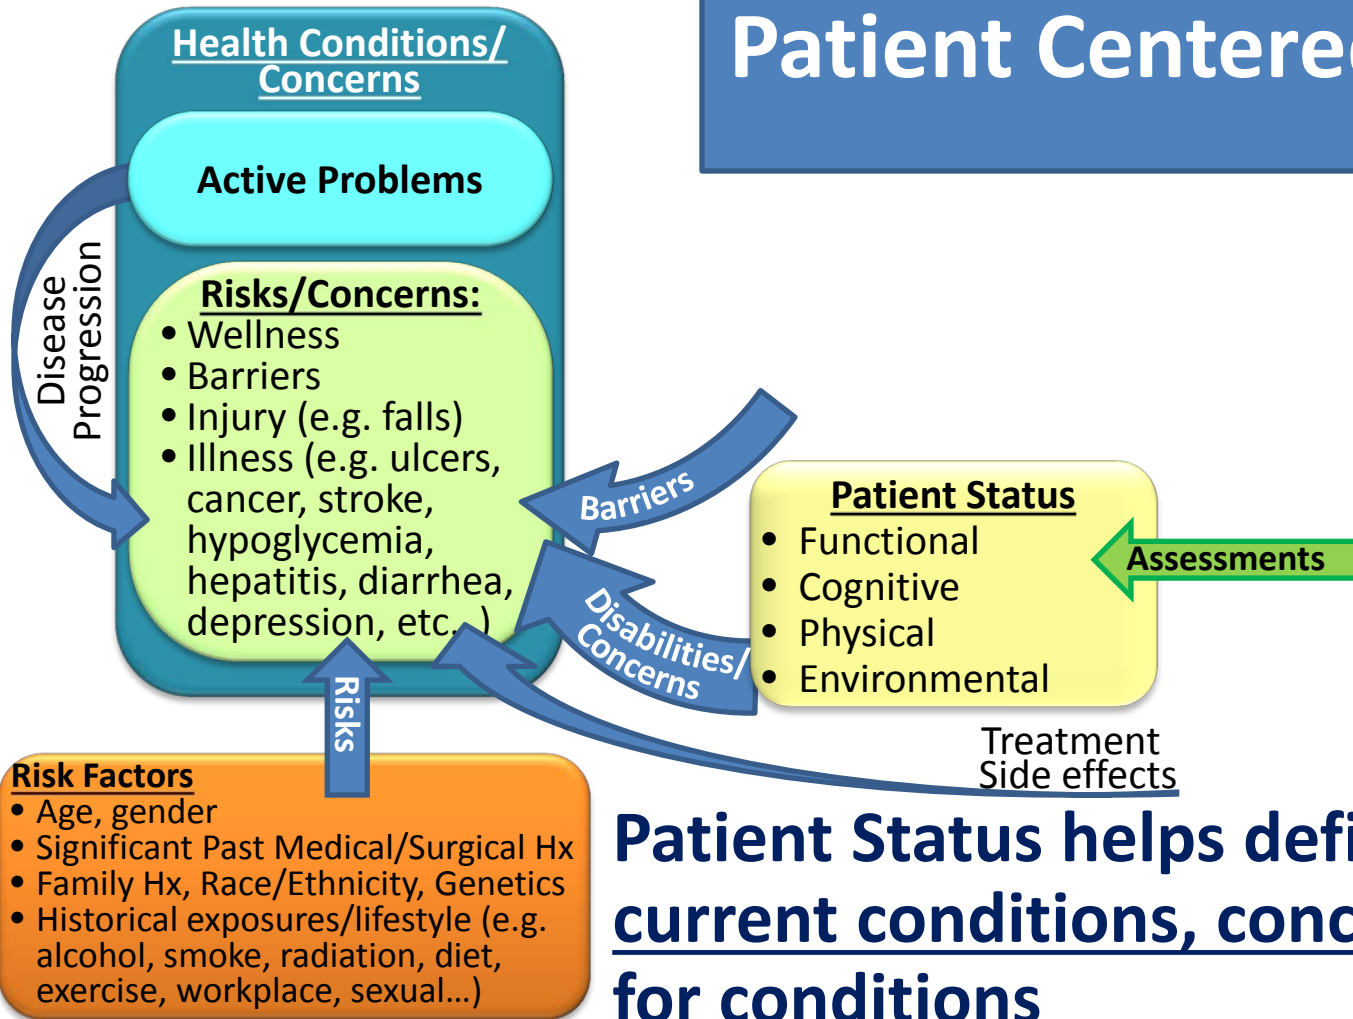 Health Conditions/
Concerns
Patient Centered
Active Problems
Disease
Progression
Risks/Concerns:
• Wellness
• Barriers
• Injury (e.g. falls)
• Illness (e.g. ulcers,
cancer, stroke,
hypoglycemia,
hepatitis, diarrhea,
depression, etc...)
Barriers
Disabilities/
Concerns
Patient Status
• Functional
• Cognitive
• Physical
• Environmental
Assessments
Risks
Treatment
Side effects
Risk Factors
• Age, gender
• Significant Past Medical/Surgical Hx
• Family Hx, Race/Ethnicity, Genetics
• Historical exposures/lifestyle (e.g.
alcohol, smoke, radiation, diet,
exercise, workplace, sexual...)
Patient Status helps
current conditions,
for conditions